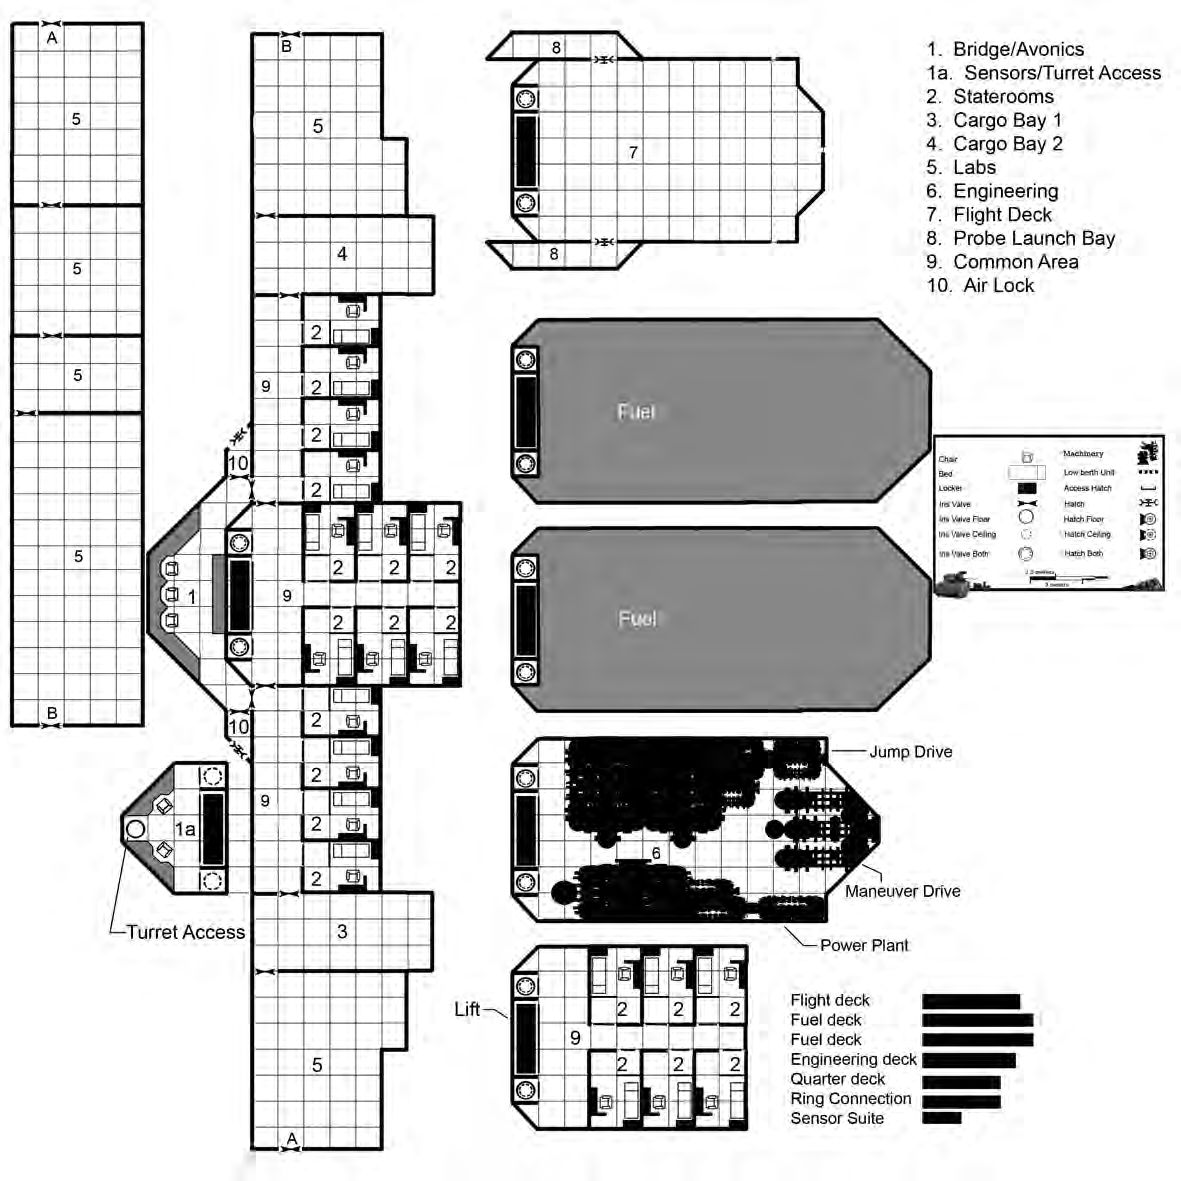 A
5
5
5
5
B
B
5
4
2
2
9
2
10
2
2
2
2
1
9
2
2
2
10
2
2
9
2
1a
2
Turret Access
3
5
A
8
7
8
1. Bridge/Avonics
1a. Sensors/Turret Access
2. Staterooms
3. Cargo Bay 1
4. Cargo Bay 2
5. Labs
6. Engineering
7. Flight Deck
8. Probe Launch Bay
9. Common Area
10. Air Lock
Fuel
Chair
Machinery
Bed
Low berth Unit
Locker
Access Hatch
Iris Valve
Hatch
Iris Valve Floor
Hatch Floor
Iris Valve Ceiling
Hatch Ceiling
Iris Valve Both
Hatch Both
Fuel
Jump Drive
6
Maneuver Drive
Power Plant
Lift
2
2
2
9
2
2
2
Flight deck
Fuel deck
Fuel deck
Engineering deck
Quarter deck
Ring Connection
Sensor Suite